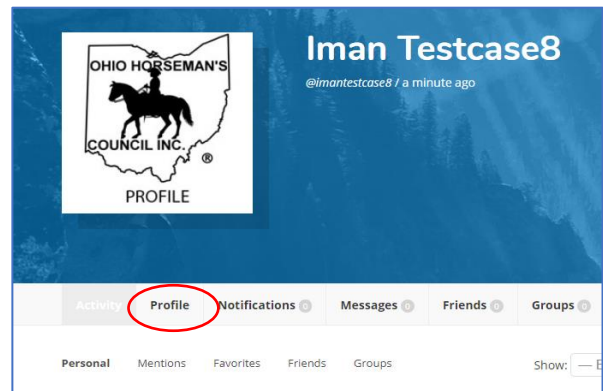 OHIO HORSEMAN'S
COUNCIL INC.
®
PROFILE
Iman Testcase8
@imantestcase8 / a minute ago
Activity Profile Notifications 0 Messages 0 Friends 0 Groups 0
Personal Mentions Favorites Friends Groups Show: —